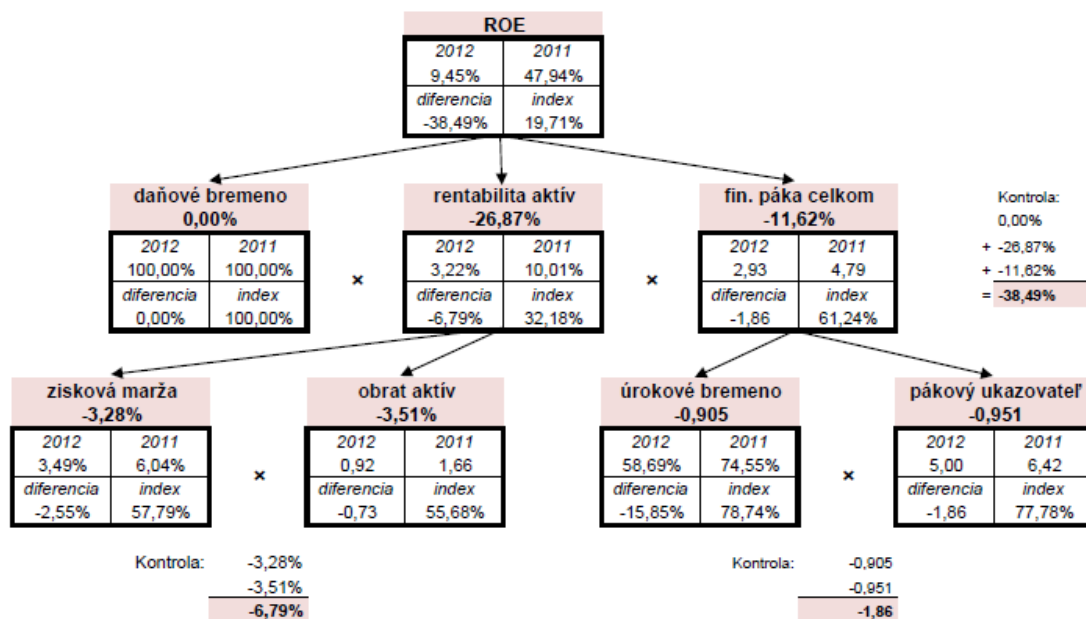 ROE
2012 2011
9,45% 47,94%
diferencia index
-38,49% 19,71%
daňové bremeno
0,00%
2012 2011
100,00% 100,00%
diferencia index
0,00% 100,00%
×
rentabilita aktív
-26,87%
2012 2011
3,22% 10,01%
diferencia index
-6,79% 32,18%
×
fin. páka celkom
-11,62%
2012 2011
2,93 4,79
diferencia index
-1,86 61,24%
Kontrola:
0,00%
+ -26,87%
+ -11,62%
= -38,49%
zisková marža
-3,28%
2012 2011
3,49% 6,04%
diferencia index
-2,55% 57,79%
×
obrat aktív
-3,51%
2012 2011
0,92 1,66
diferencia index
-0,73 55,68%
úrokové bremeno
-0,905
2012 2011
58,69% 74,55%
diferencia index
-15,85% 78,74%
×
pákový ukazovateľ
-0,951
2012 2011
5,00 6,42
diferencia index
-1,86 77,78%
Kontrola: -3,28%
-3,51%
-6,79%
Kontrola: -0,905
-0,951
-1,86